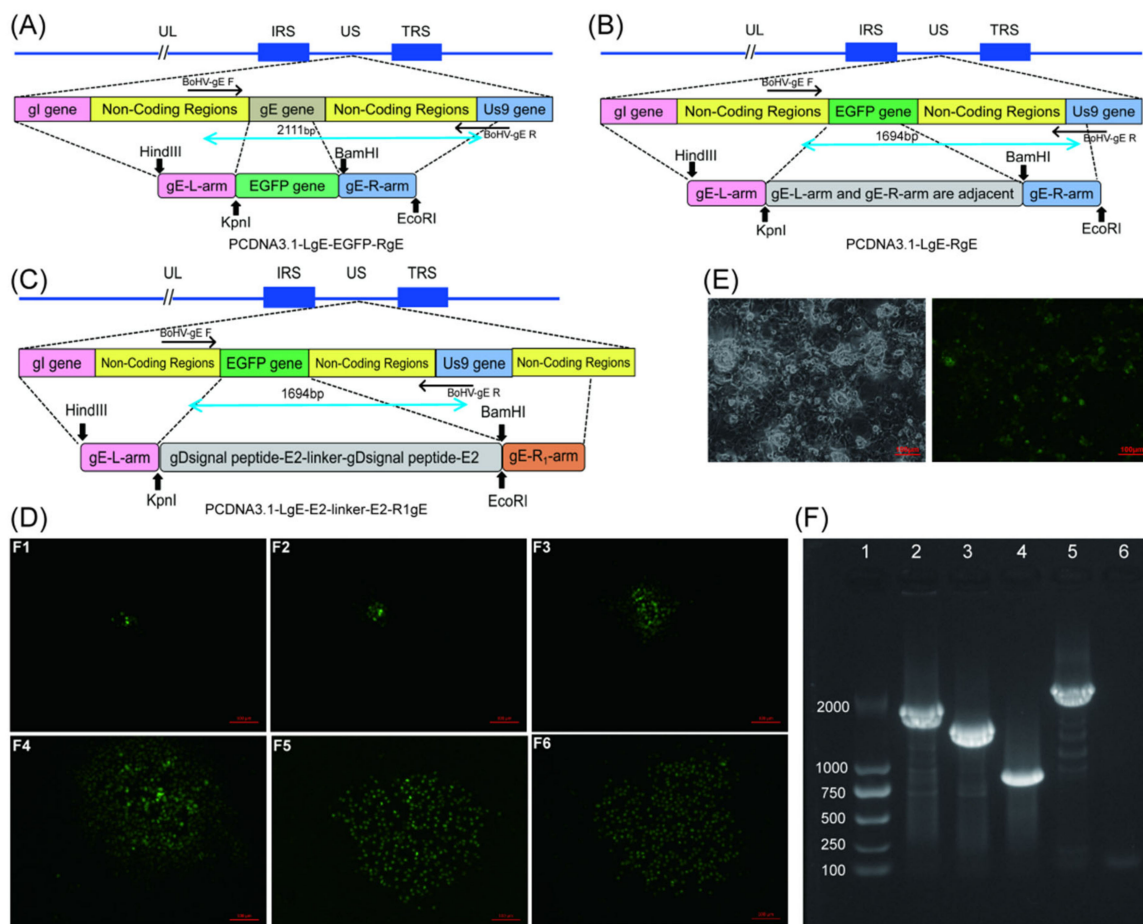 (A)
UL
IRS
US
TRS
BoHV-gE F
gI gene
Non-Coding Regions
gE gene
Non-Coding Regions
Us9 gene
2111bp
BoHV-gE R
HindIII
BamHI
gE-L-arm
EGFP gene
gE-R-arm
KpnI
EcoRI
PCDNA3.1-LgE-EGFP-RgE
(B)
UL
IRS
US
TRS
BoHV-gE F
gI gene
Non-Coding Regions
EGFP gene
Non-Coding Regions
Us9 gene
1694bp
BoHV-gE R
HindIII
BamHI
gE-L-arm
gE-L-arm and gE-R-arm are adjacent
gE-R-arm
KpnI
EcoRI
PCDNA3.1-LgE-RgE
(C)
UL
IRS
US
TRS
BoHV-gE F
gI gene
Non-Coding Regions
EGFP gene
Non-Coding Regions
Us9 gene
Non-Coding Regions
1694bp
BoHV-gE R
HindIII
BamHI
gE-L-arm
gDsignal peptide-E2-linker-gDsignal peptide-E2
gE-R₁-arm
KpnI
EcoRI
PCDNA3.1-LgE-E2-linker-E2-R1gE
(E)
100μm
(D)
F1
F2
F3
F4
F5
F6
(F)
1 2 3 4 5 6
2000
1000
750
500
250
100